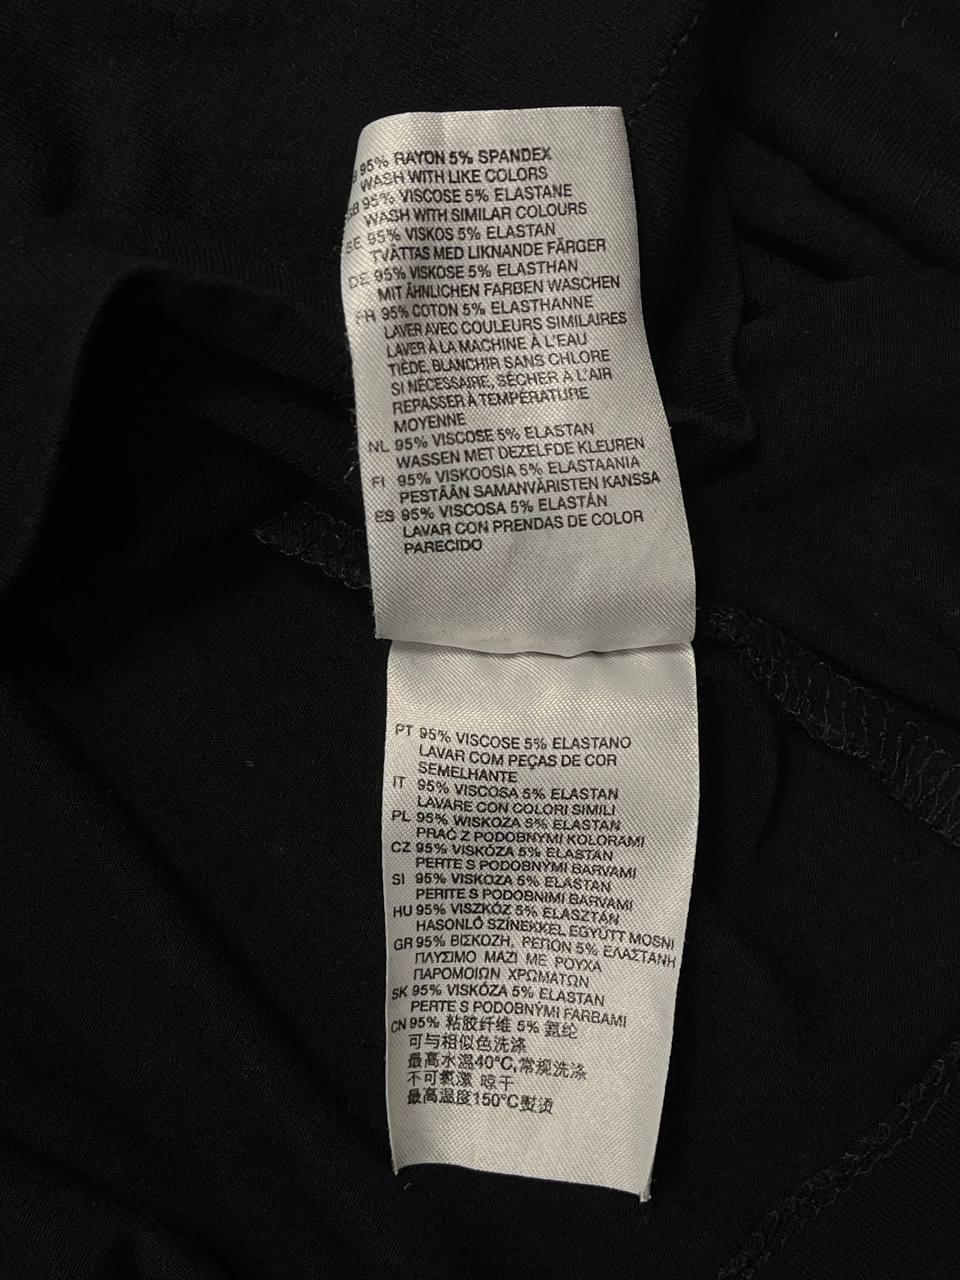 95% RAYON 5% SPANDEX
WASH WITH LIKE COLORS
GB 95% VISCOSE 5% ELASTANE
WASH WITH SIMILAR COLOURS
SE 95% VISKOS 5% ELASTAN
TVÄTTAS MED LIKNANDE FÄRGER
DE 95% VISKOSE 5% ELASTHAN
MIT ÄHNLICHEN FARBEN WASCHEN
FR 95% COTON 5% ELASTHANNE
LAVER AVEC COULEURS SIMILAIRES
LAVER À LA MACHINE À L'EAU
TIÈDE, BLANCHIR SANS CHLORE
SI NÉCESSAIRE, SÉCHER À L'AIR
REPASSER À TEMPÉRATURE
MOYENNE
NL 95% VISCOSE 5% ELASTAN
WASSEN MET DEZELFDE KLEUREN
FI 95% VISKOOSIA 5% ELASTAANIA
PESTÄÄN SAMANVÄRISTEN KANSSA
ES 95% VISCOSA 5% ELASTÁN
LAVAR CON PRENDAS DE COLOR
PARECIDO
PT 95% VISCOSE 5% ELASTANO
LAVAR COM PEÇAS DE COR
SEMELHANTE
IT 95% VISCOSA 5% ELASTAN
LAVARE CON COLORI SIMILI
PL 95% WISKOZA 5% ELASTAN
PRAĆ Z PODOBNYMI KOLORAMI
CZ 95% VISKÓZA 5% ELASTAN
PERTE S PODOBNÝMI BARVAMI
SI 95% VISKOZA 5% ELASTAN
PERITE S PODOBNIMI BARVAMI
HU 95% VISZKÓZ 5% ELASZTÁN
HASONLÓ SZÍNEKKEL EGYÜTT MOSNI
GR 95% ΒΙΣΚΟΖΗ, ΡΕΠΟΝ 5% ΕΛΑΣΤΑΝΗ
ΠΛΥΣΙΜΟ ΜΑΖΙ ΜΕ ΡΟΥΧΑ
ΠΑΡΟΜΟΙΩΝ ΧΡΩΜΑΤΩΝ
SK 95% VISKÓZA 5% ELASTAN
PERTE S PODOBNÝMI FARBAMI
CN 95% 粘胶纤维 5% 氨纶
可与相似色洗涤
最高水温40°C,常规洗涤
不可氯漂 晾干
最高温度150°C熨烫